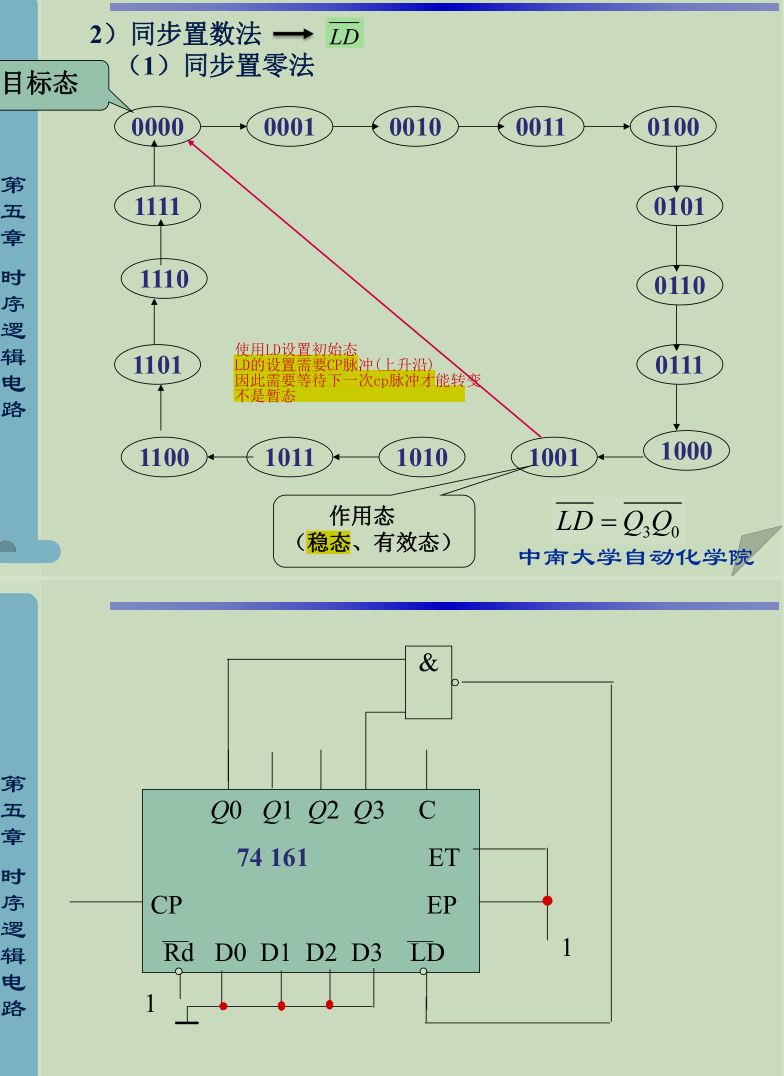 2）同步置数法 → \overline{LD}
（1）同步置零法
目标态
0000 0001 0010 0011 0100
1111 0101
1110 0110
1101 0111
使用LD设置初始态
LD的设置需要CP脉冲(上升沿)
因此需要等待下一次cp脉冲才能转变
不是暂态
1100 1011 1010 1001 1000
作用态
（稳态、有效态）
\overline{LD} = \overline{Q_3Q_0}
中南大学自动化学院
第五章 时序逻辑电路
&
Q0 Q1 Q2 Q3 C
74 161 ET
CP EP
\overline{Rd} D0 D1 D2 D3 \overline{LD}
1
1
第五章 时序逻辑电路